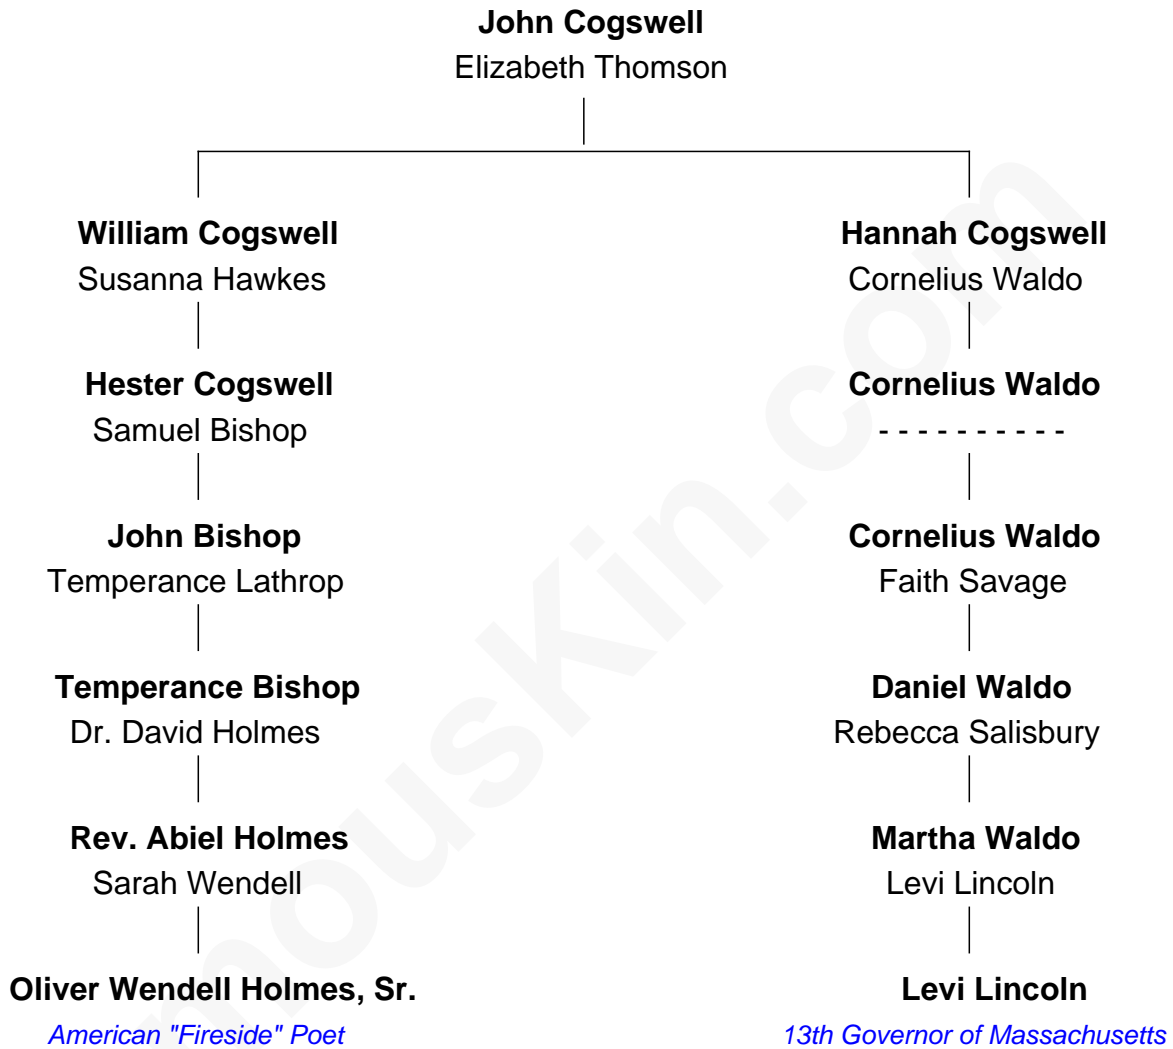 John Cogswell
Elizabeth Thomson
William Cogswell
Susanna Hawkes
Hannah Cogswell
Cornelius Waldo
Hester Cogswell
Samuel Bishop
Cornelius Waldo
- - - - - - - - - -
John Bishop
Temperance Lathrop
Cornelius Waldo
Faith Savage
Temperance Bishop
Dr. David Holmes
Daniel Waldo
Rebecca Salisbury
Rev. Abiel Holmes
Sarah Wendell
Martha Waldo
Levi Lincoln
Oliver Wendell Holmes, Sr.
American "Fireside" Poet
Levi Lincoln
13th Governor of Massachusetts
mousKin.com